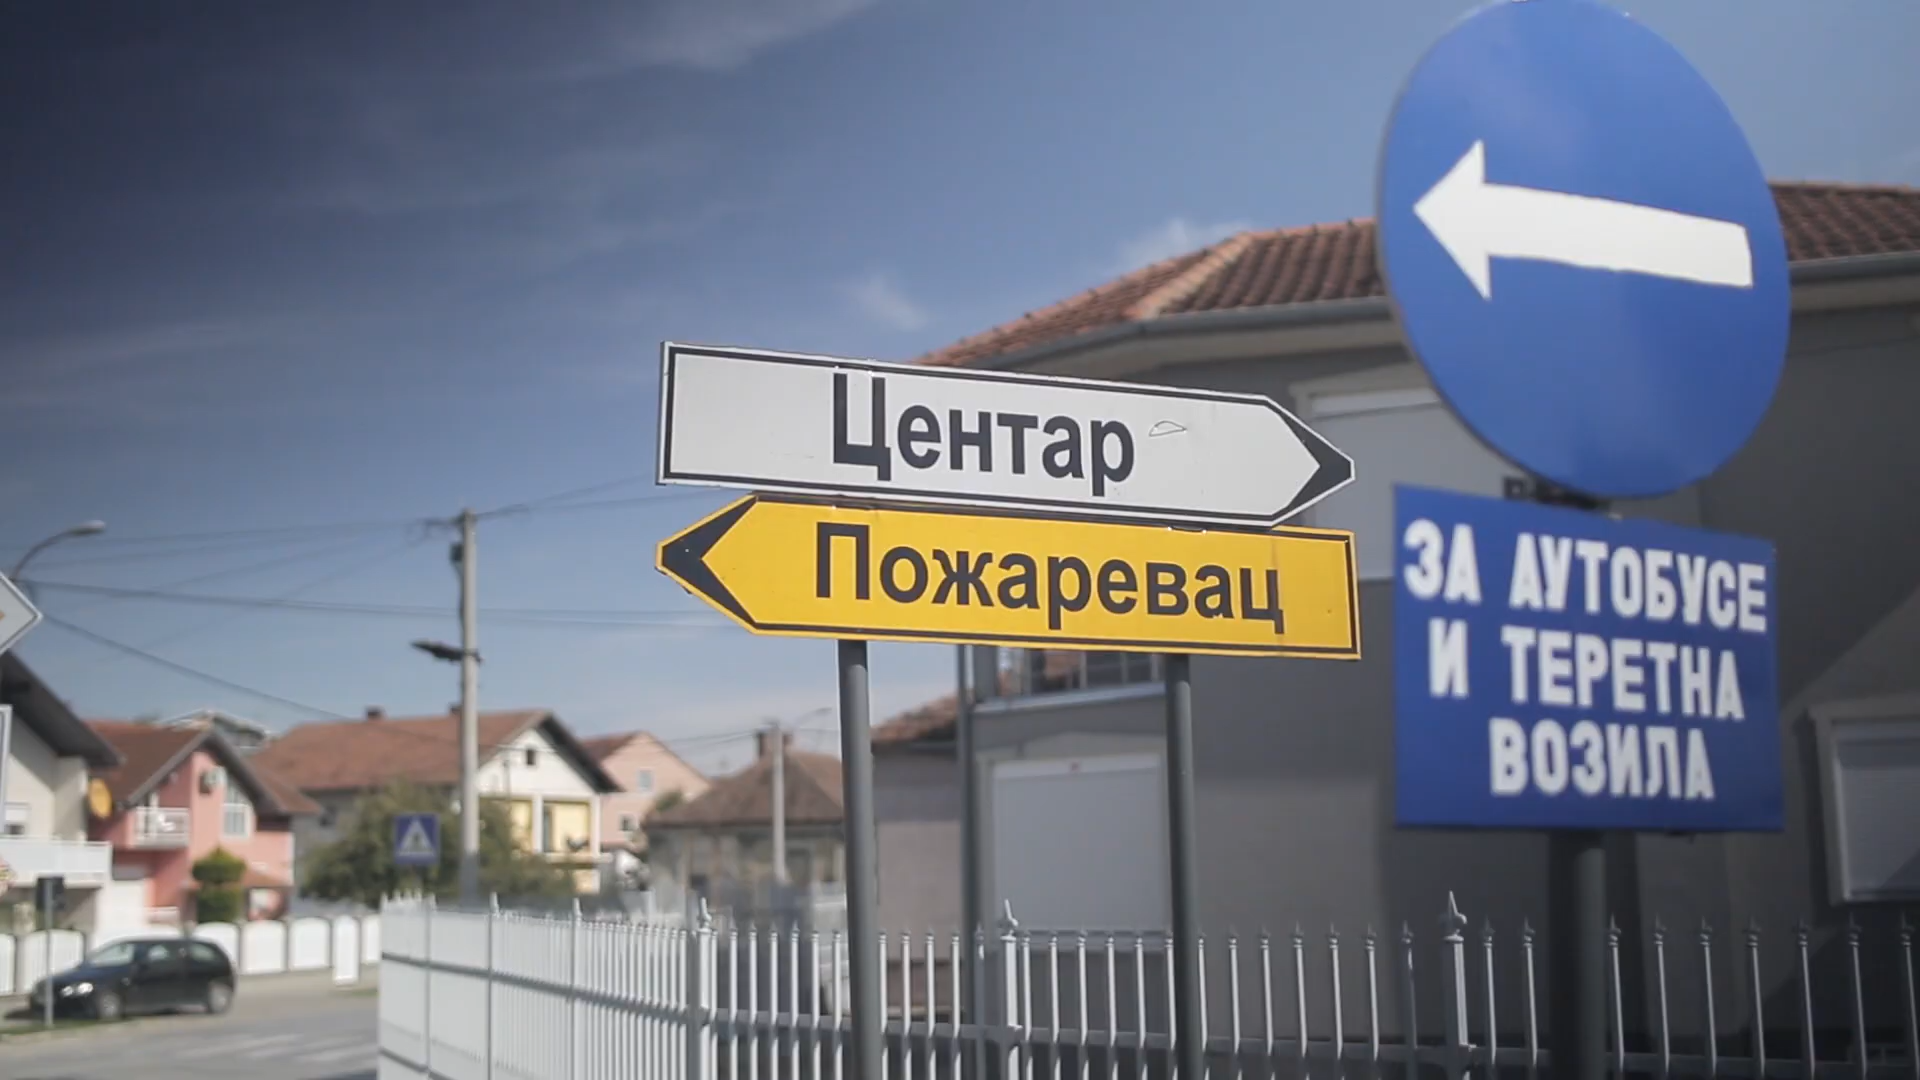 Центар
Пожаревац
ЗА АУТОБУСЕ
И ТЕРЕТНА
ВОЗИЛА